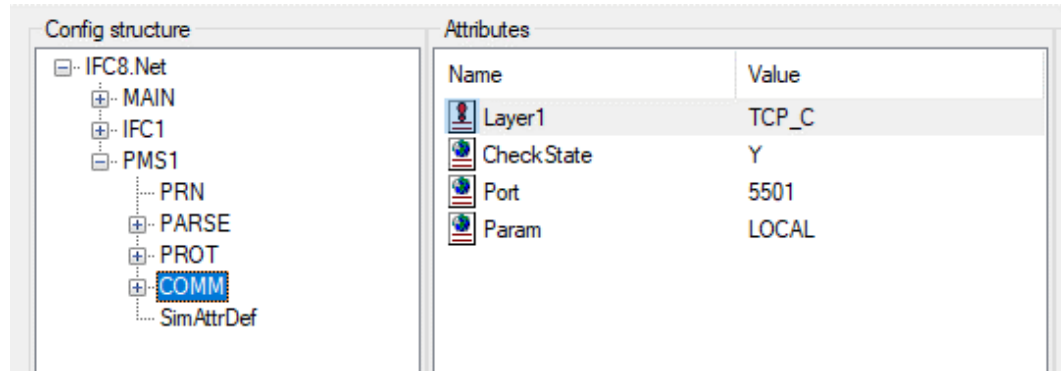 Config structure
IFC8.Net
MAIN
IFC1
PMS1
PRN
PARSE
PROT
COMM
SimAttrDef
Attributes
Name Value
Layer1 TCP_C
CheckState Y
Port 5501
Param LOCAL